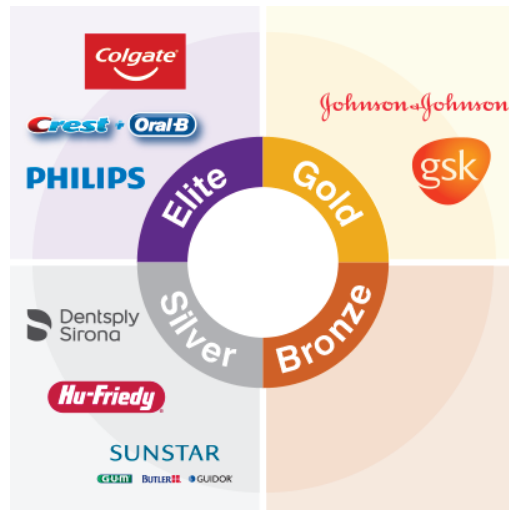 Colgate®
Crest + Oral-B
PHILIPS
Elite
Johnson & Johnson
gsk
Gold
Dentsply
Sirona
Hu-Friedy®
SUNSTAR
GUM BUTLER GUIDOR®
Silver
Bronze